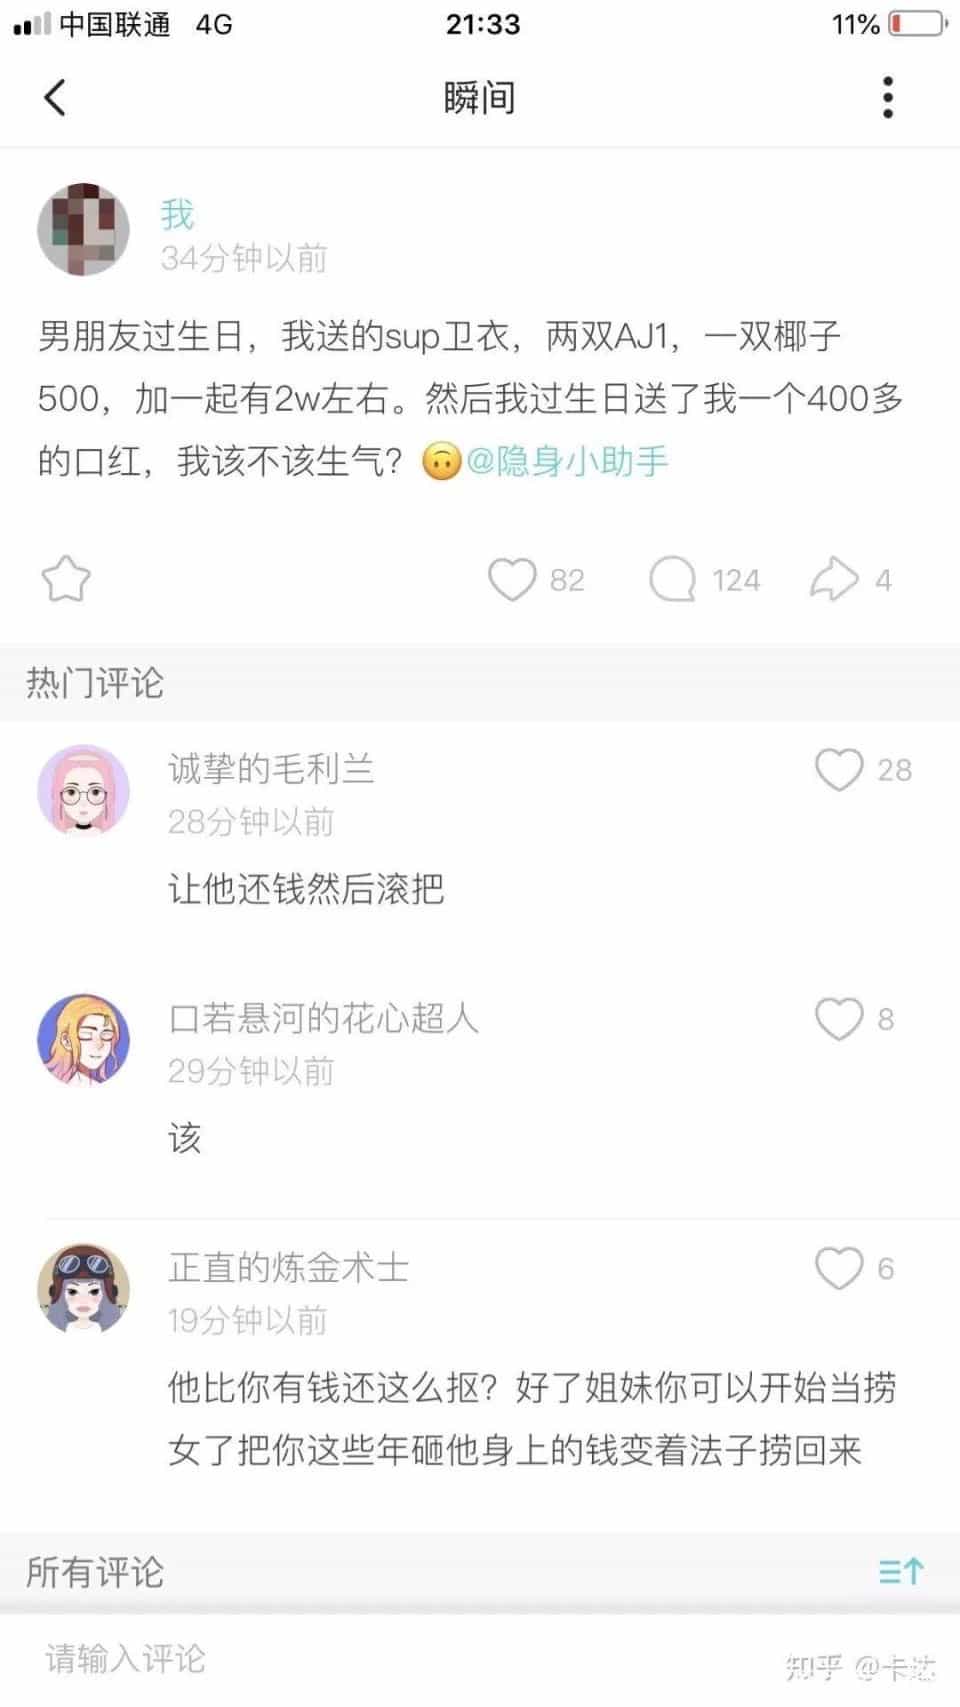 中国联通 4G 21:33 11%
瞬间
我
34分钟以前
男朋友过生日，我送的sup卫衣，两双AJ1，一双椰子
500，加一起有2w左右。然后我过生日送了我一个400多
的口红，我该不该生气？🙃@隐身小助手
82 124 4
热门评论
诚挚的毛利兰 28
28分钟以前
让他还钱然后滚把
口若悬河的花心超人 8
29分钟以前
该
正直的炼金术士 6
19分钟以前
他比你有钱还这么抠？好了姐妹你可以开始当捞
女了把你这些年砸他身上的钱变着法子捞回来
所有评论
请输入评论
知乎 @卡达